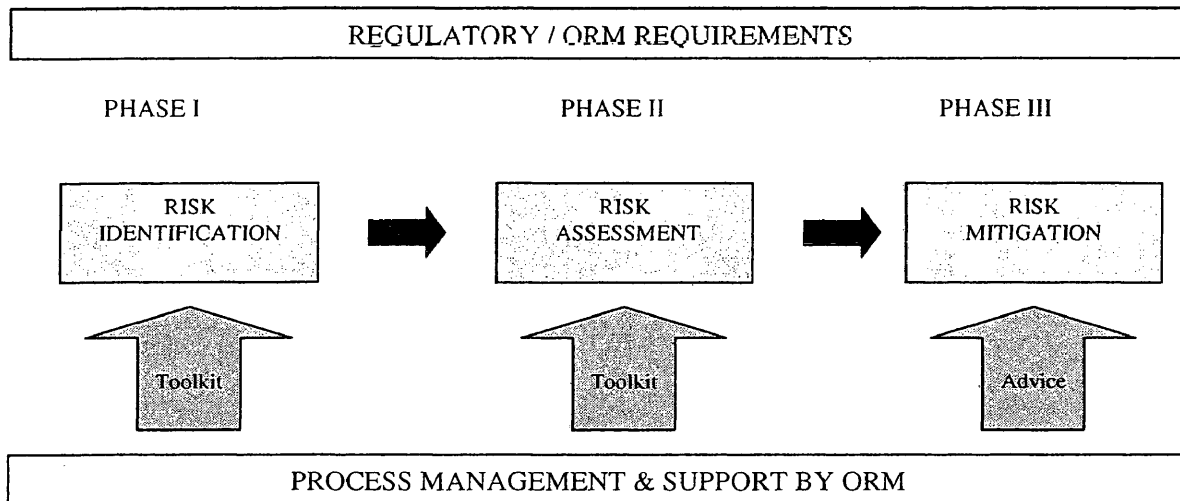 REGULATORY / ORM REQUIREMENTS
PHASE I
PHASE II
PHASE III
RISK
IDENTIFICATION
RISK
ASSESSMENT
RISK
MITIGATION
Toolkit
Toolkit
Advice
PROCESS MANAGEMENT & SUPPORT BY ORM